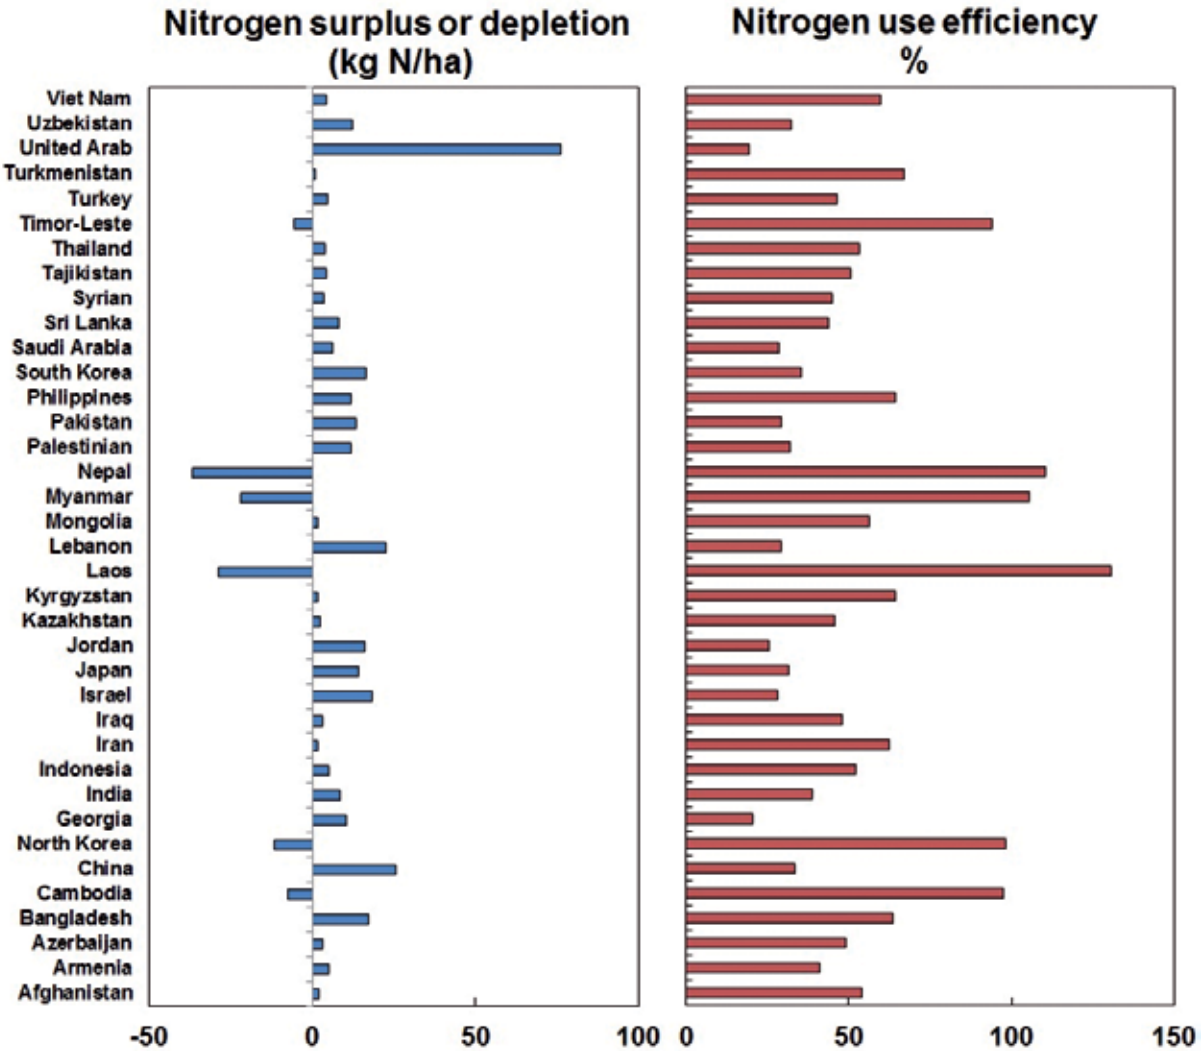 Nitrogen surplus or depletion
(kg N/ha)
Nitrogen use efficiency
%
Viet Nam
Uzbekistan
United Arab
Turkmenistan
Turkey
Timor-Leste
Thailand
Tajikistan
Syrian
Sri Lanka
Saudi Arabia
South Korea
Philippines
Pakistan
Palestinian
Nepal
Myanmar
Mongolia
Lebanon
Laos
Kyrgyzstan
Kazakhstan
Jordan
Japan
Israel
Iraq
Iran
Indonesia
India
Georgia
North Korea
China
Cambodia
Bangladesh
Azerbaijan
Armenia
Afghanistan
-50 0 50 100
0 50 100 150